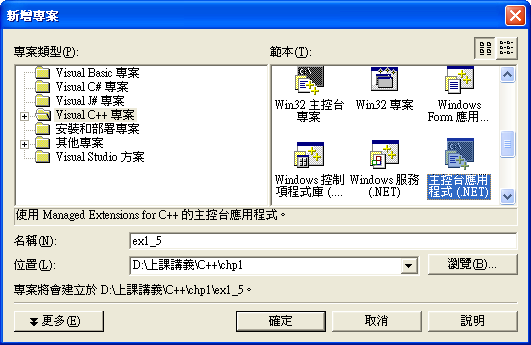 新增專案
專案類型(P):
範本(T):
Visual Basic 專案
Visual C# 專案
Visual J# 專案
Visual C++ 專案
安裝和部署專案
其他專案
Visual Studio 方案
Win32 主控台
專案
Win32 專案
Windows
Form 應用...
Windows 控制
項程式庫 (....
Windows 服務
(.NET)
主控台應用
程式 (.NET)
使用 Managed Extensions for C++ 的主控台應用程式。
名稱(N):
ex1_5
位置(L):
D:\上課講義\C++\chp1
瀏覽(B)...
專案將會建立於 D:\上課講義\C++\chp1\ex1_5。
更多(E)
確定
取消
說明